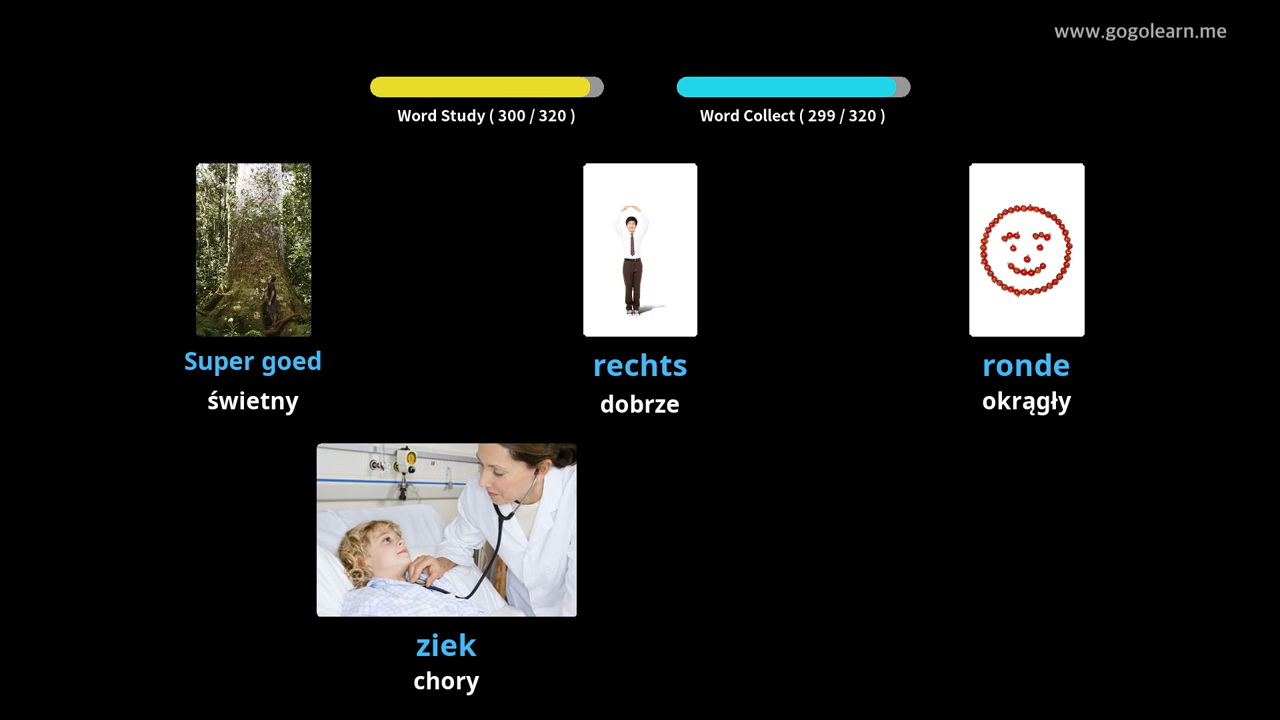 www.gogolearn.me
Word Study ( 300 / 320 )
Word Collect ( 299 / 320 )
Super goed
świetny
rechts
dobrze
ronde
okrągły
ziek
chory